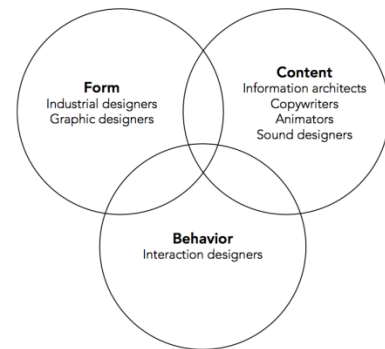 Form
Industrial designers
Graphic designers
Content
Information architects
Copywriters
Animators
Sound designers
Behavior
Interaction designers